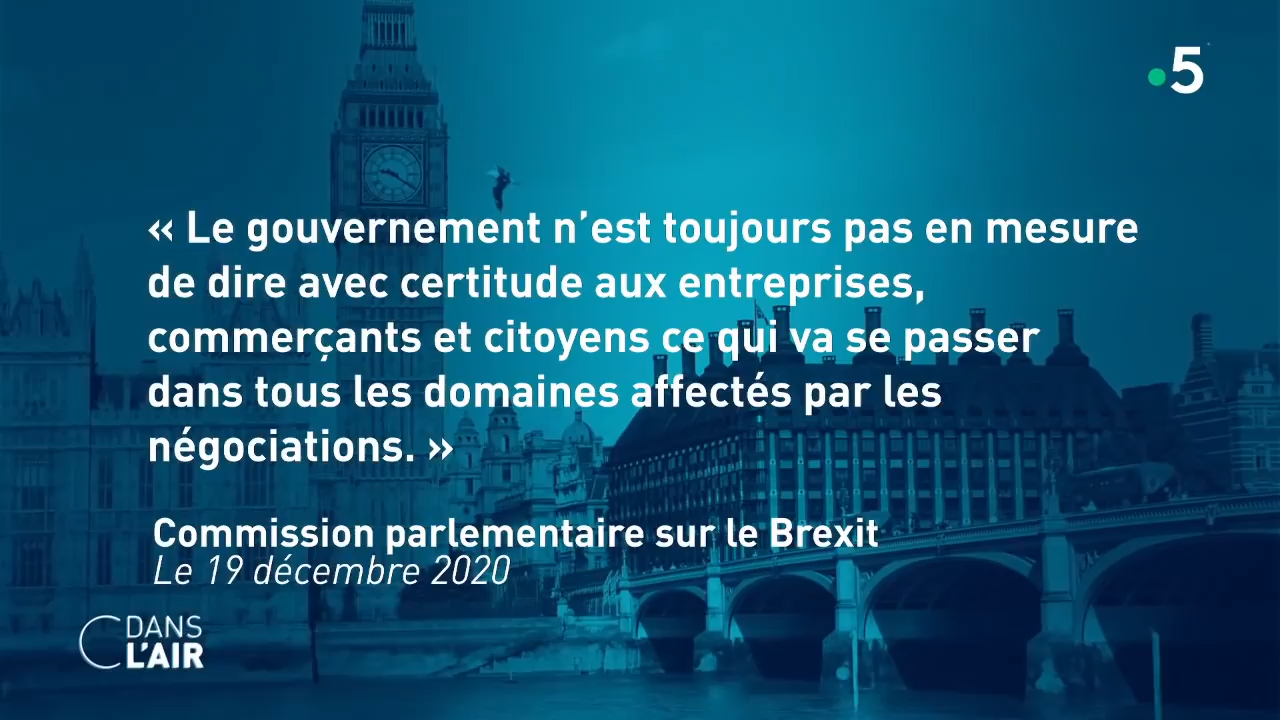 5
« Le gouvernement n’est toujours pas en mesure
de dire avec certitude aux entreprises,
commerçants et citoyens ce qui va se passer
dans tous les domaines affectés par les
négociations. »
Commission parlementaire sur le Brexit
Le 19 décembre 2020
C DANS
L'AIR